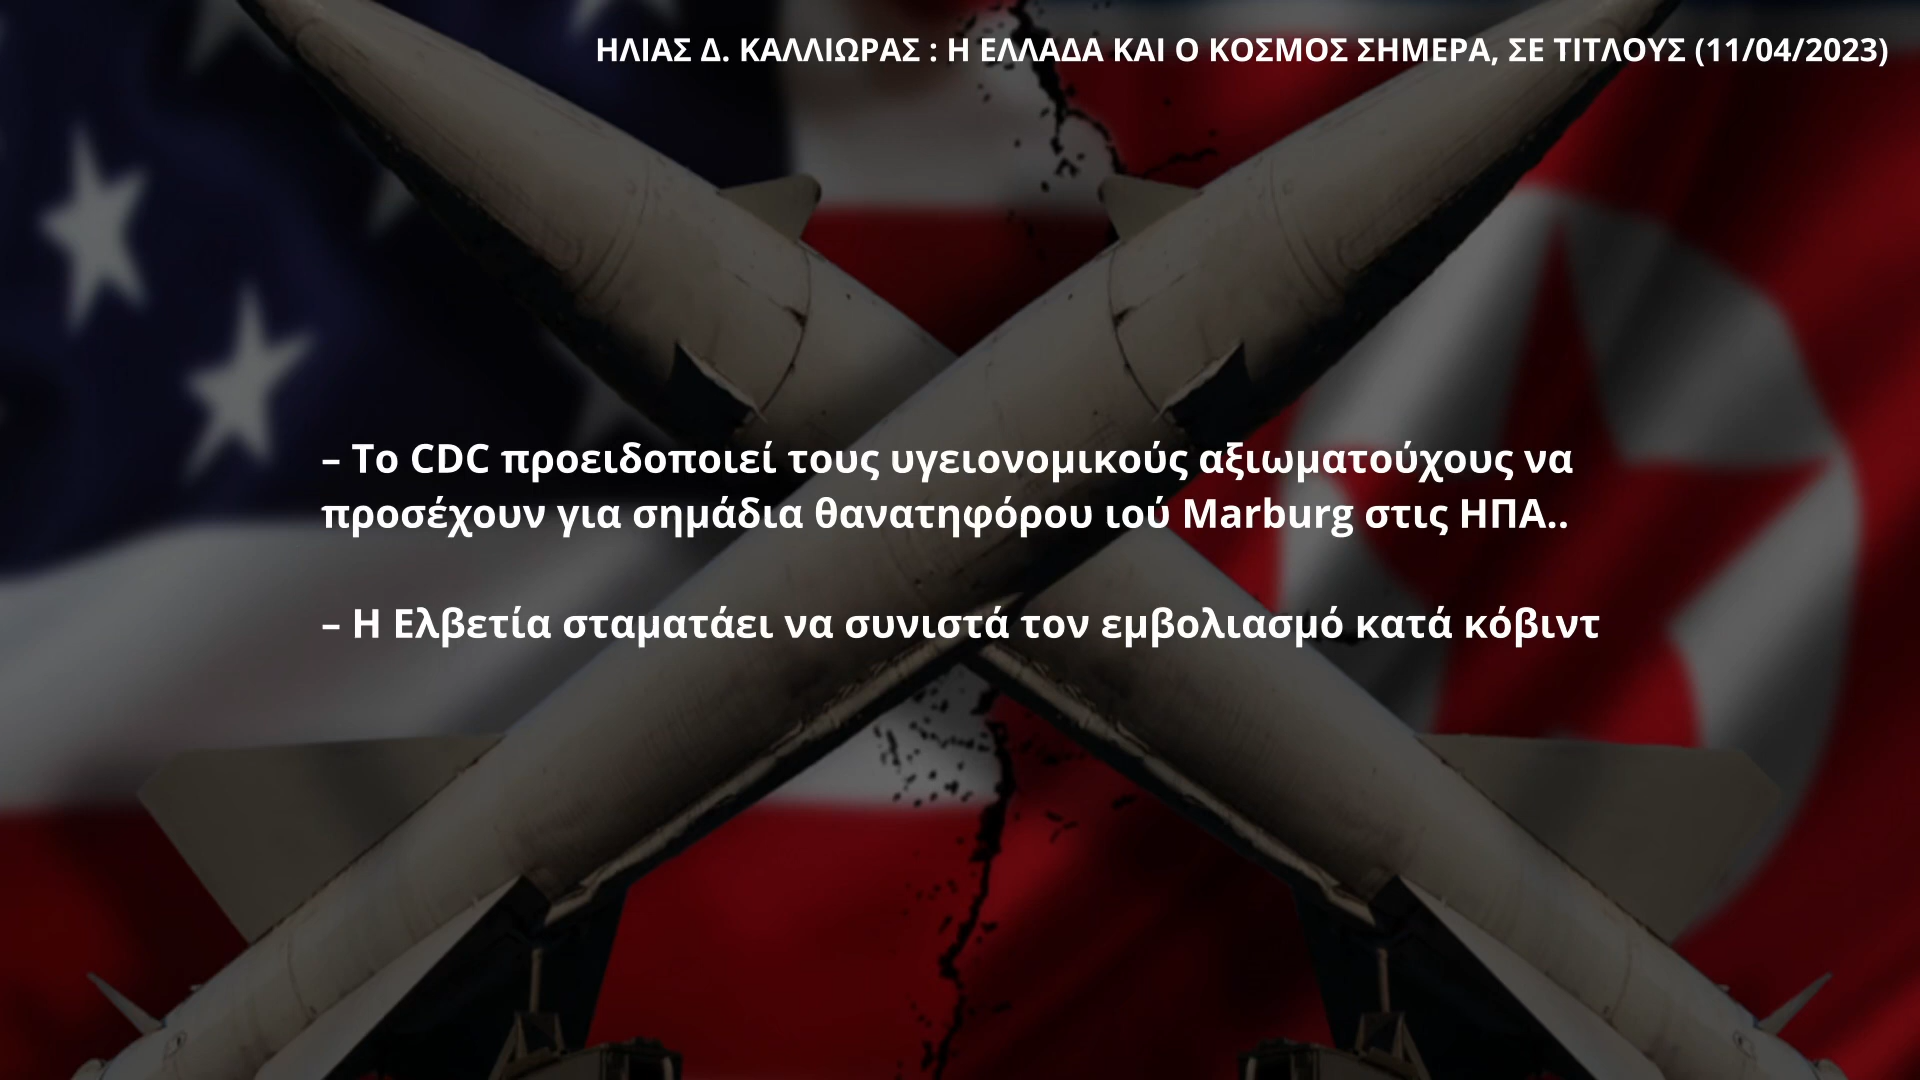 ΗΛΙΑΣ Δ. ΚΑΛΛΙΩΡΑΣ : Η ΕΛΛΑΔΑ ΚΑΙ Ο ΚΟΣΜΟΣ ΣΗΜΕΡΑ, ΣΕ ΤΙΤΛΟΥΣ (11/04/2023)
– Το CDC προειδοποιεί τους υγειονομικούς αξιωματούχους να
προσέχουν για σημάδια θανατηφόρου ιού Marburg στις ΗΠΑ..
– Η Ελβετία σταματάει να συνιστά τον εμβολιασμό κατά κόβιντ